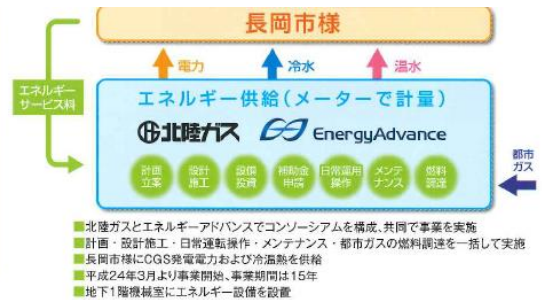 長岡市様
電力
冷水
温水
エネルギー
サービス料
エネルギー供給(メーターで計量)
北陸ガス
EnergyAdvance
計画
立案
設計
施工
設備
投資
補助金
申請
日常運用
操作
メンテ
ナンス
燃料
調達
都市
ガス
■北陸ガスとエネルギーアドバンスでコンソーシアムを構成、共同で事業を実施
■計画・設計施工・日常運転操作・メンテナンス・都市ガスの燃料調達を一括して実施
■長岡市様にCGS発電電力および冷温熱を供給
■平成24年3月より事業開始、事業期間は15年
■地下1階機械室にエネルギー設備を設置